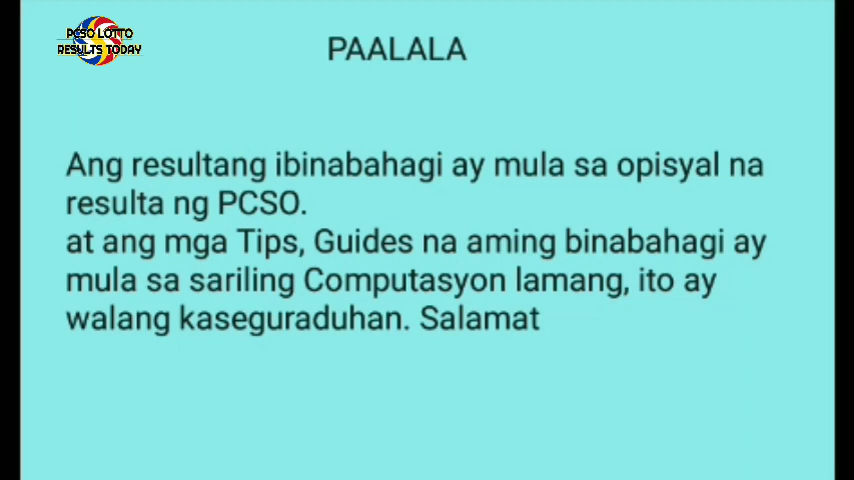 PCSO LOTTO
RESULTS TODAY
PAALALA
Ang resultang ibinabahagi ay mula sa opisyal na
resulta ng PCSO.
at ang mga Tips, Guides na aming binabahagi ay
mula sa sariling Computasyon lamang, ito ay
walang kaseguraduhan. Salamat